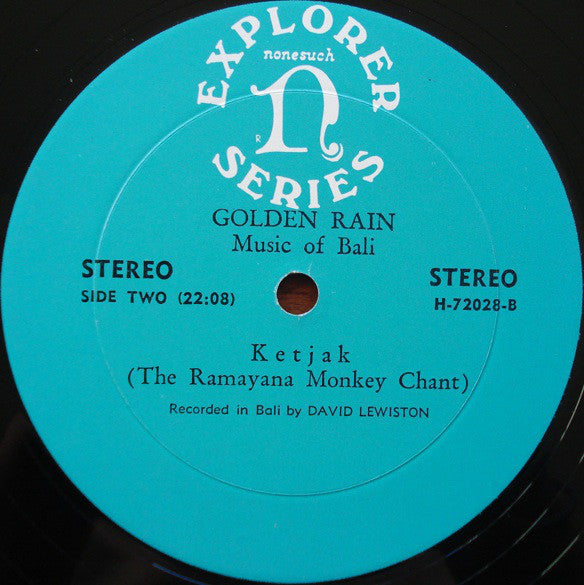 EXPLORER
nonesuch
n
R
SERIES
GOLDEN RAIN
Music of Bali
STEREO
SIDE TWO (22:08)
STEREO
H-72028-B
Ketjak
(The Ramayana Monkey Chant)
Recorded in Bali by DAVID LEWISTON